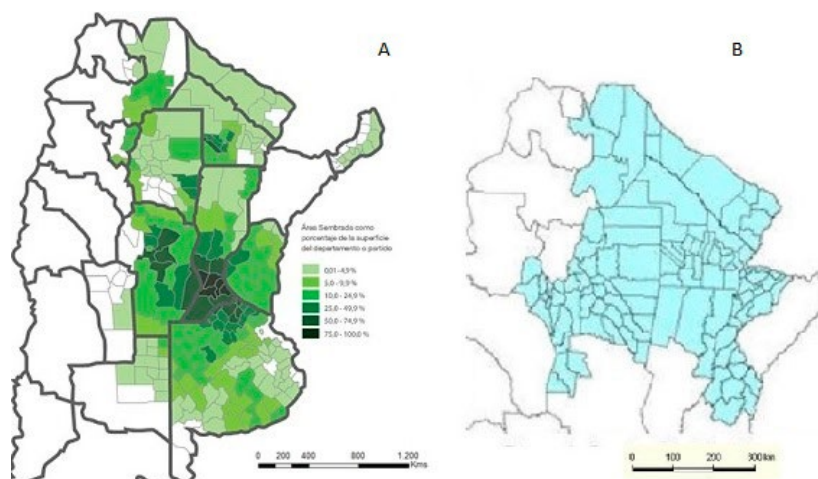 A
B
Área Sembrada como
porcentaje de la superficie
del departamento o partido
0,01 - 4,9 %
5,0 - 9,9 %
10,0 - 24,9 %
25,0 - 49,9 %
50,0 - 74,9 %
75,0 - 100,0 %
0 200 400 800 1.200
Kms
0 100 200 300 km